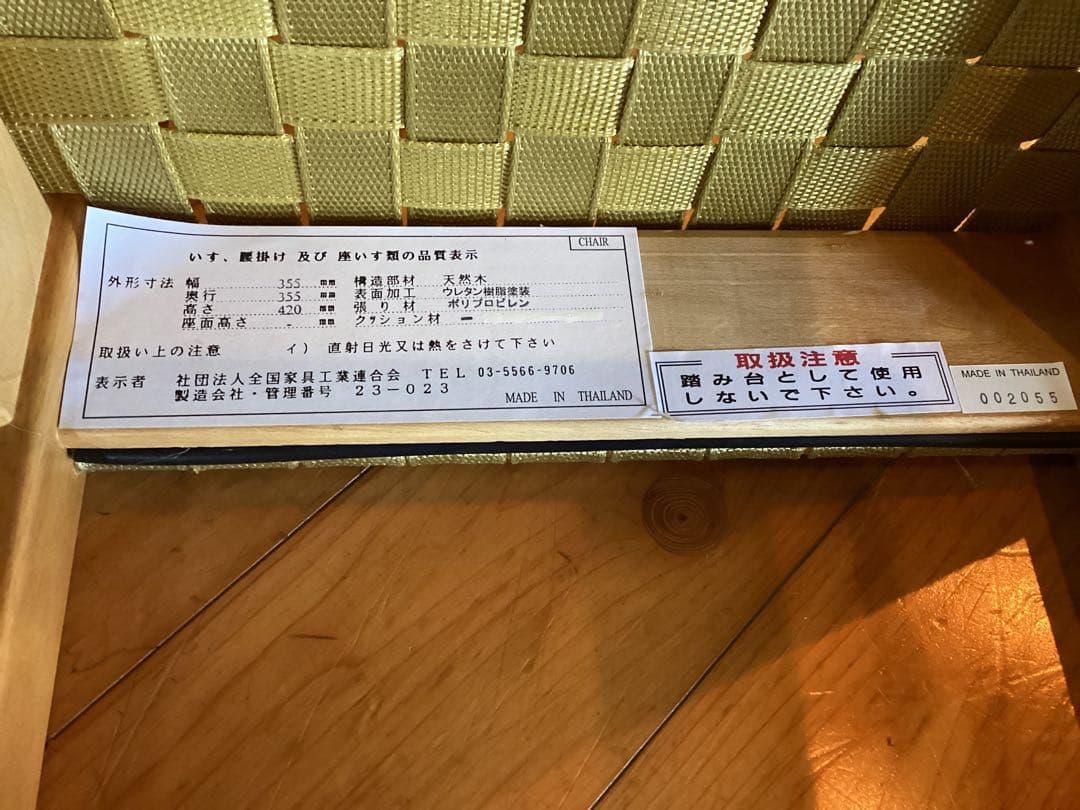 CHAIR
いす、腰掛け 及び 座いす類の品質表示
外形寸法 幅 355 mm 構造部材 天然木
奥行 355 mm 表面加工 ウレタン樹脂塗装
高さ 420 mm 張り材 ポリプロピレン
座面高さ - mm クッション材 ー
取扱い上の注意 イ) 直射日光又は熱をさけて下さい
表示者 社団法人全国家具工業連合会 TEL 03-5566-9706
製造会社・管理番号 23-023
MADE IN THAILAND
取扱注意
踏み台として使用
しないで下さい。
MADE IN THAILAND
002055